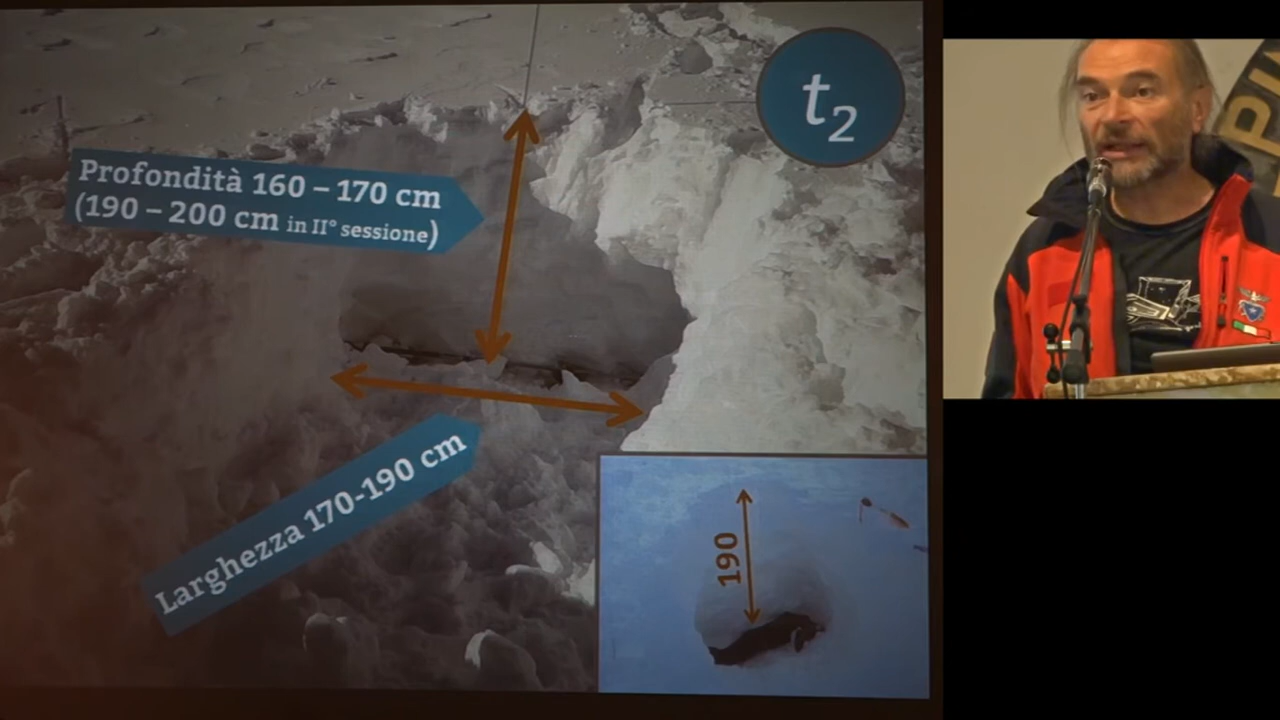 t2
Profondità 160 – 170 cm
(190 – 200 cm in II° sessione)
Larghezza 170-190 cm
190